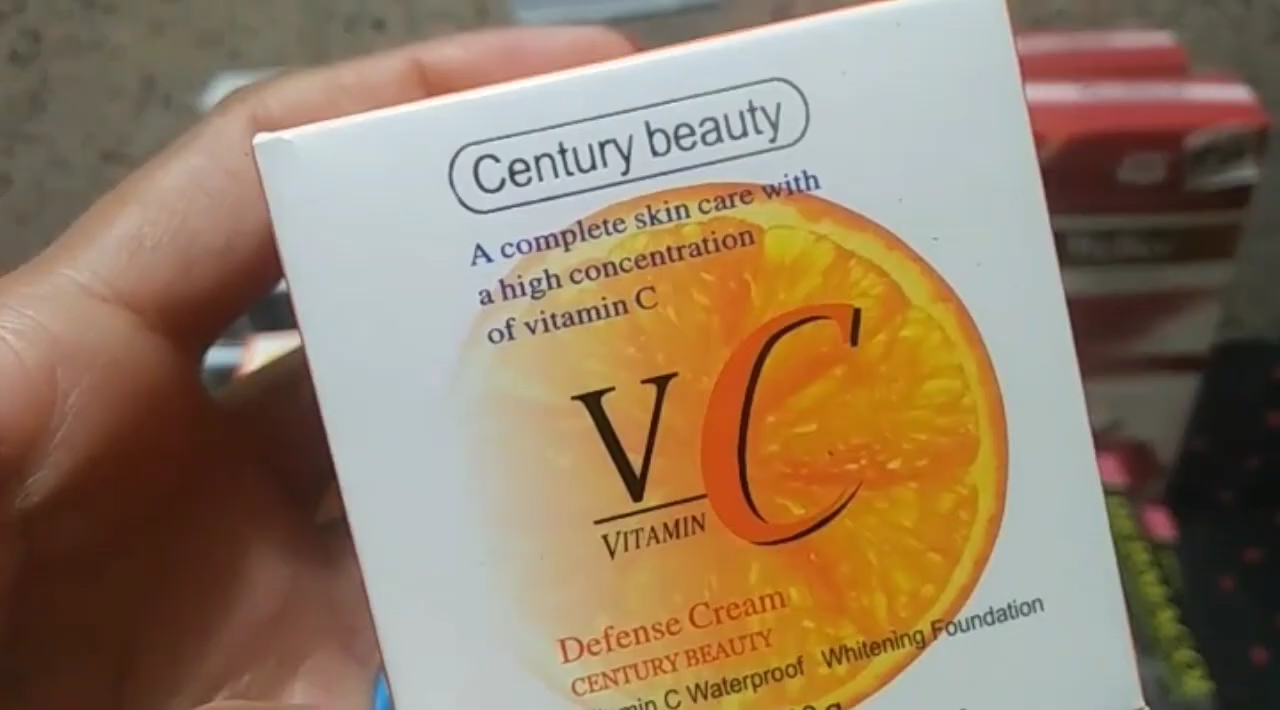 Century beauty
A complete skin care with
a high concentration
of vitamin C
VC
VITAMIN
Defense Cream
CENTURY BEAUTY
C Waterproof Whitening Foundation